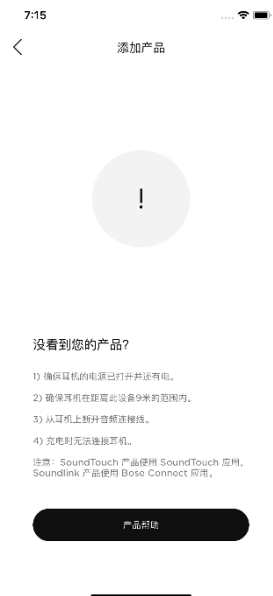 7:15
添加产品
!
没看到您的产品?
1) 确保耳机的电源已打开并还有电。
2) 确保耳机在距离此设备9米的范围内。
3) 从耳机上断开音频连接线。
4) 充电时无法连接耳机。
注意：SoundTouch 产品使用 SoundTouch 应用。
Soundlink 产品使用 Bose Connect 应用。
产品帮助